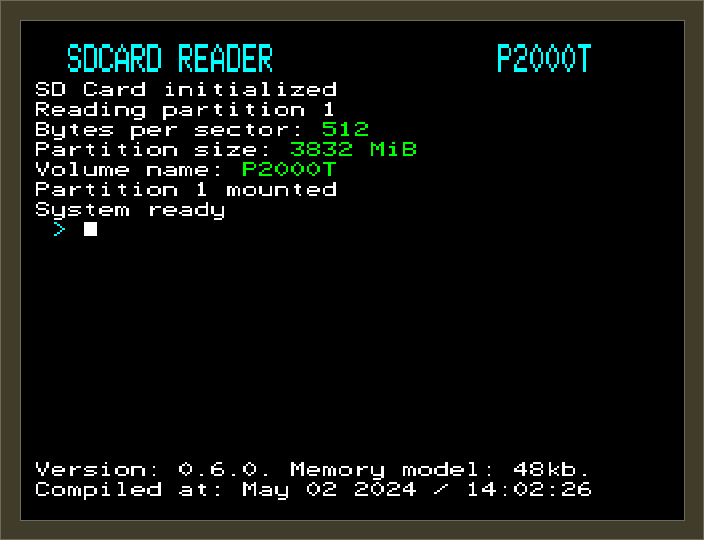 SDCARD READER P2000T
SD Card initialized
Reading partition 1
Bytes per sector: 512
Partition size: 3832 MiB
Volume name: P2000T
Partition 1 mounted
System ready
>
Version: 0.6.0. Memory model: 48kb.
Compiled at: May 02 2024 / 14:02:26